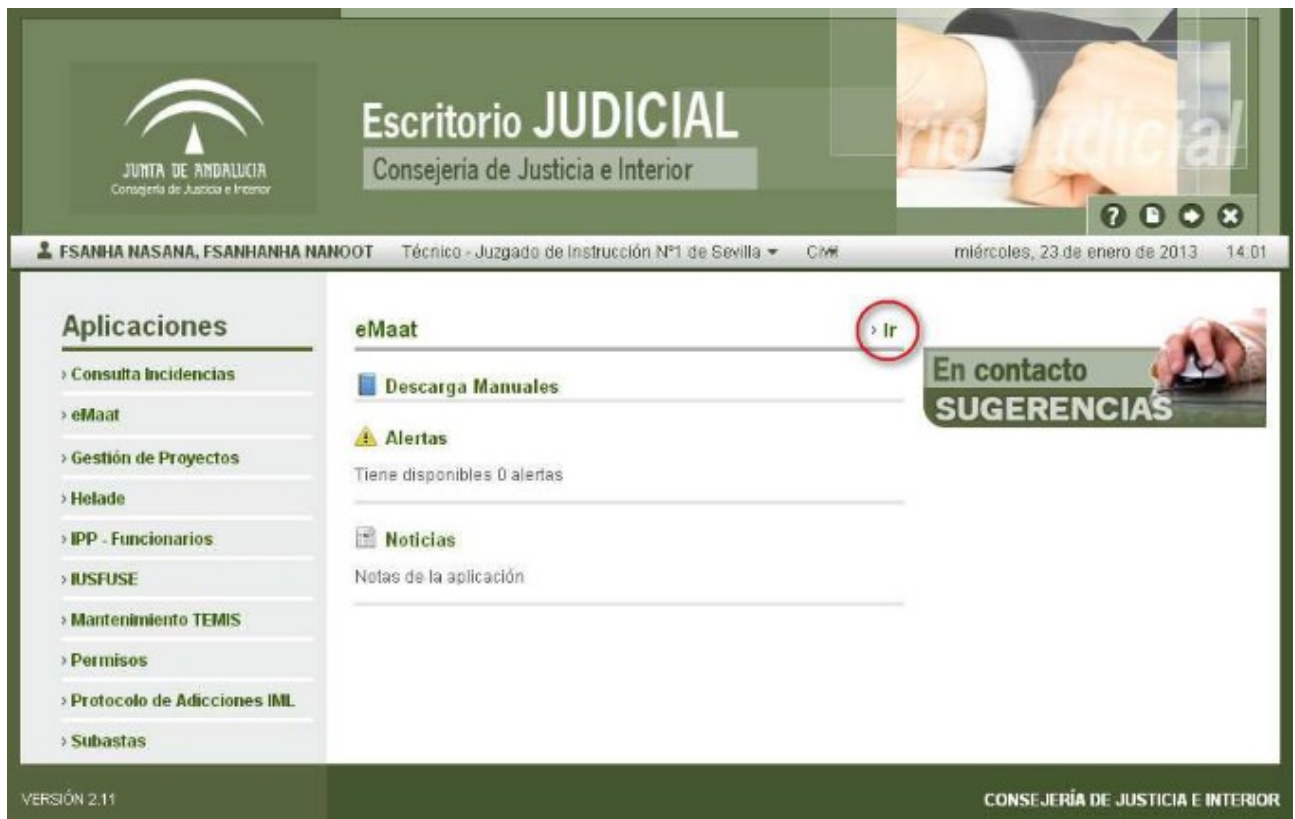 JUNTA DE ANDALUCIA
Consejería de Justicia e Interior
Escritorio JUDICIAL
Consejería de Justicia e Interior
rio Judicial
FSANHA NASANA, FSANHANHA NANOOT Técnico - Juzgado de Instrucción Nº1 de Sevilla Civil miércoles, 23 de enero de 2013 14:01
Aplicaciones
› Consulta Incidencias
› eMaat
› Gestión de Proyectos
› Helade
› IPP - Funcionarios
› IUSFUSE
› Mantenimiento TEMIS
› Permisos
› Protocolo de Adicciones IML
› Subastas
eMaat › Ir
Descarga Manuales
Alertas
Tiene disponibles 0 alertas
Noticias
Notas de la aplicación
En contacto
SUGERENCIAS
VERSIÓN 2.11
CONSEJERÍA DE JUSTICIA E INTERIOR